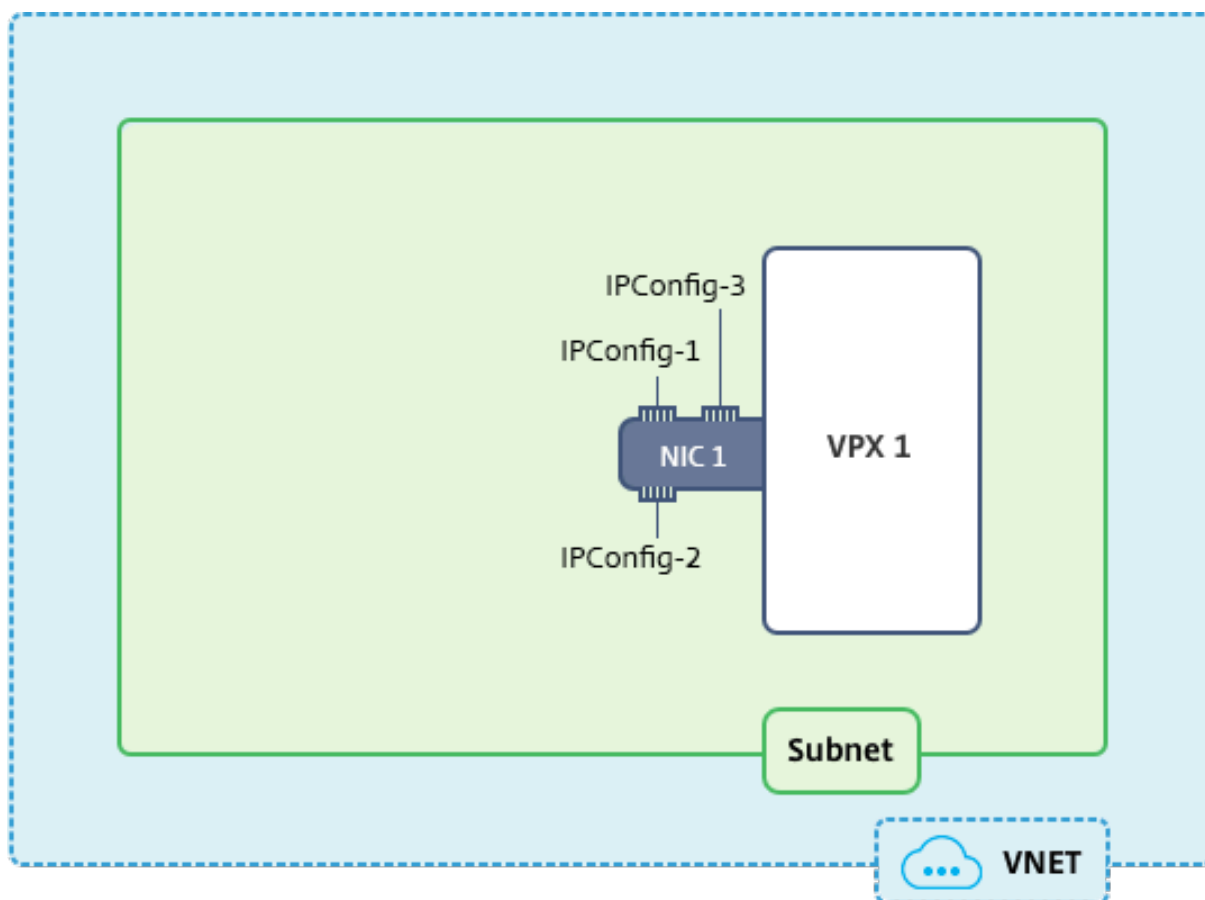 IPConfig-3
IPConfig-1
NIC 1
VPX 1
IPConfig-2
Subnet
VNET